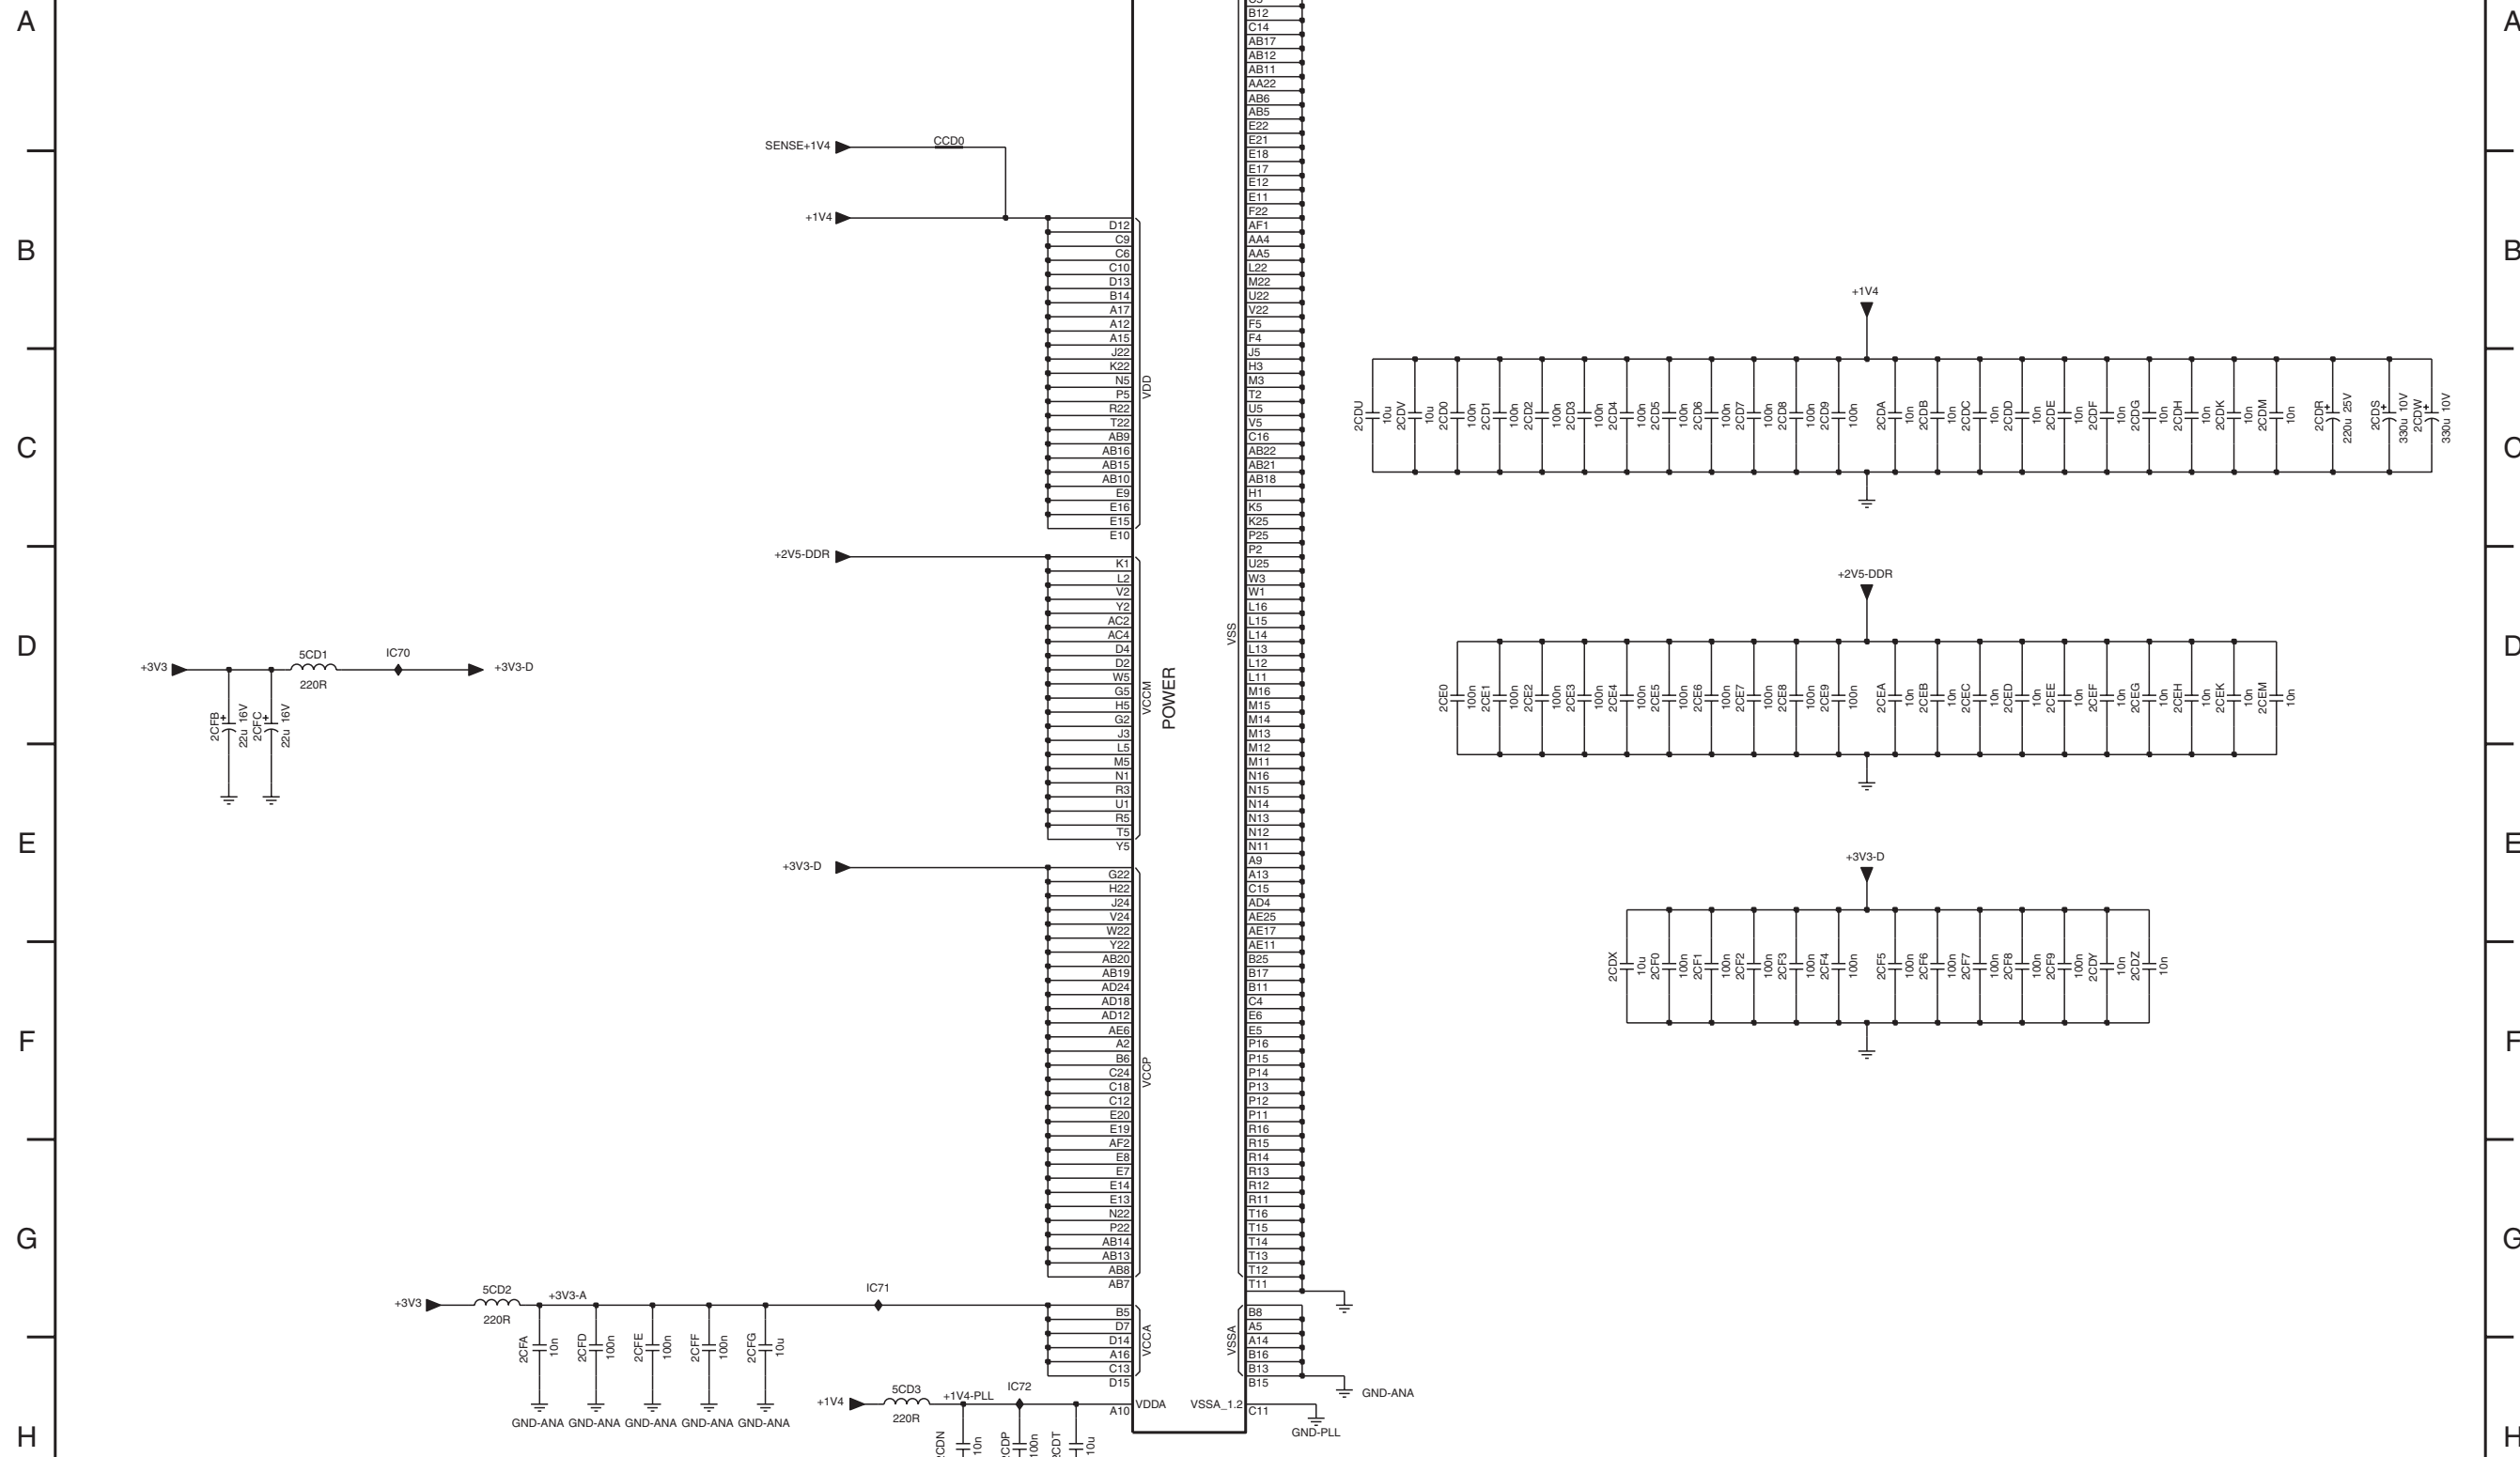 A
A
B12
C14
AB17
AB12
AB11
AA22
AB6
AB5
E22
E21
E18
E17
E12
E11
F22
AF1
AA4
AA5
L22
M22
U22
V22
F5
F4
J5
H3
M3
T2
U5
V5
C16
AB22
AB21
AB18
H1
K5
K25
P25
P2
U25
W3
W1
L16
L15
L14
L13
L12
L11
M16
M15
M14
M13
M12
M11
N16
N15
N14
N13
N12
N11
A9
A13
C15
AD4
AE25
AE17
AE11
B25
B17
B11
C4
E6
E5
P16
P15
P14
P13
P12
P11
R16
R15
R14
R13
R12
R11
T16
T15
T14
T13
T12
T11
VSS
SENSE+1V4
CCD0
+1V4
B
B
D12
C9
C6
C10
D13
B14
A17
A12
A15
J22
K22
N5
P5
R22
T22
AB9
AB16
AB15
AB10
E9
E16
E15
E10
VDD
+1V4
C
C
2CDU 10u
2CDV 10u
2CD0 100n
2CD1 100n
2CD2 100n
2CD3 100n
2CD4 100n
2CD5 100n
2CD6 100n
2CD7 100n
2CD8 100n
2CD9 100n
2CDA 10n
2CDB 10n
2CDC 10n
2CDD 10n
2CDE 10n
2CDF 10n
2CDG 10n
2CDH 10n
2CDK 10n
2CDM 10n
2CDR 220u 25V
2CDS 330u 10V
2CDW 330u 10V
+2V5-DDR
K1
L2
V2
Y2
AC2
AC4
D4
D2
W5
G5
H5
G2
J3
L5
M5
N1
R3
U1
R5
T5
Y5
VCCM
POWER
+2V5-DDR
D
D
+3V3
5CD1
220R
IC70
+3V3-D
2CFB 22u 16V
2CFC 22u 16V
2CE0 100n
2CE1 100n
2CE2 100n
2CE3 100n
2CE4 100n
2CE5 100n
2CE6 100n
2CE7 100n
2CE8 100n
2CE9 100n
2CEA 10n
2CEB 10n
2CEC 10n
2CED 10n
2CEE 10n
2CEF 10n
2CEG 10n
2CEH 10n
2CEK 10n
2CEM 10n
E
E
+3V3-D
G22
H22
J24
V24
W22
Y22
AB20
AB19
AD24
AD18
AD12
AE6
A2
B6
C24
C18
C12
E20
E19
AF2
E8
E7
E14
E13
N22
P22
AB14
AB13
AB8
AB7
VCCP
+3V3-D
2CDX 10u
2CF0 100n
2CF1 100n
2CF2 100n
2CF3 100n
2CF4 100n
2CF5 100n
2CF6 100n
2CF7 100n
2CF8 100n
2CF9 100n
2CDY 10n
2CDZ 10n
F
F
G
G
+3V3
5CD2
220R
+3V3-A
IC71
B5
D7
D14
A16
C13
D15
VCCA
B8
A5
A14
B16
B13
B15
VSSA
GND-ANA
2CFA 10n
2CFD 100n
2CFE 100n
2CFF 100n
2CFG 10u
GND-ANA GND-ANA GND-ANA GND-ANA GND-ANA
+1V4
5CD3
220R
+1V4-PLL
IC72
A10
VDDA
VSSA_1.2
C11
GND-PLL
10n
100n
10u
H
H